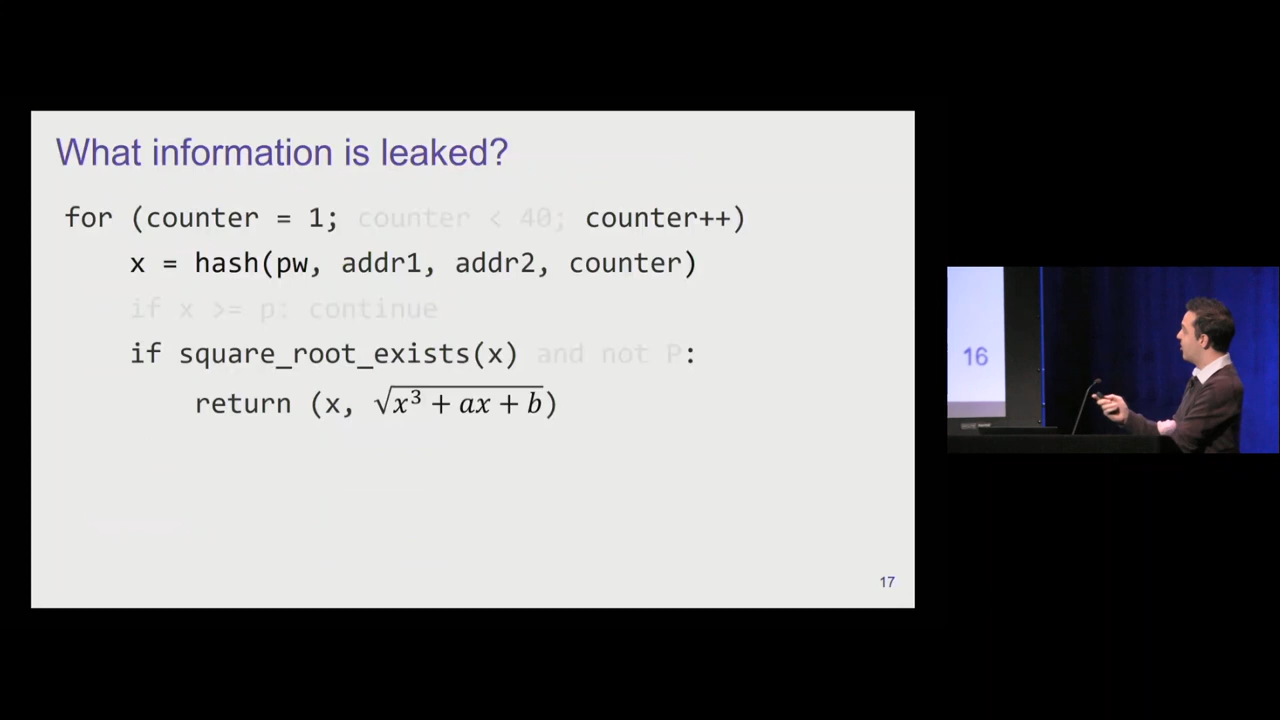 What information is leaked?
for (counter = 1; counter < 40; counter++)
x = hash(pw, addr1, addr2, counter)
if x >= p: continue
if square_root_exists(x) and not P:
return (x, √x³ + ax + b)
17
16